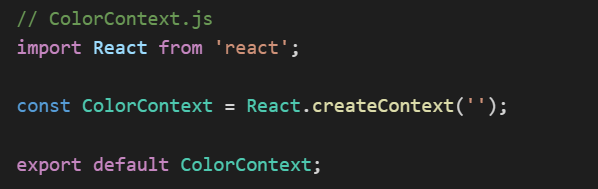 // ColorContext.js
import React from 'react';
const ColorContext = React.createContext('');
export default ColorContext;